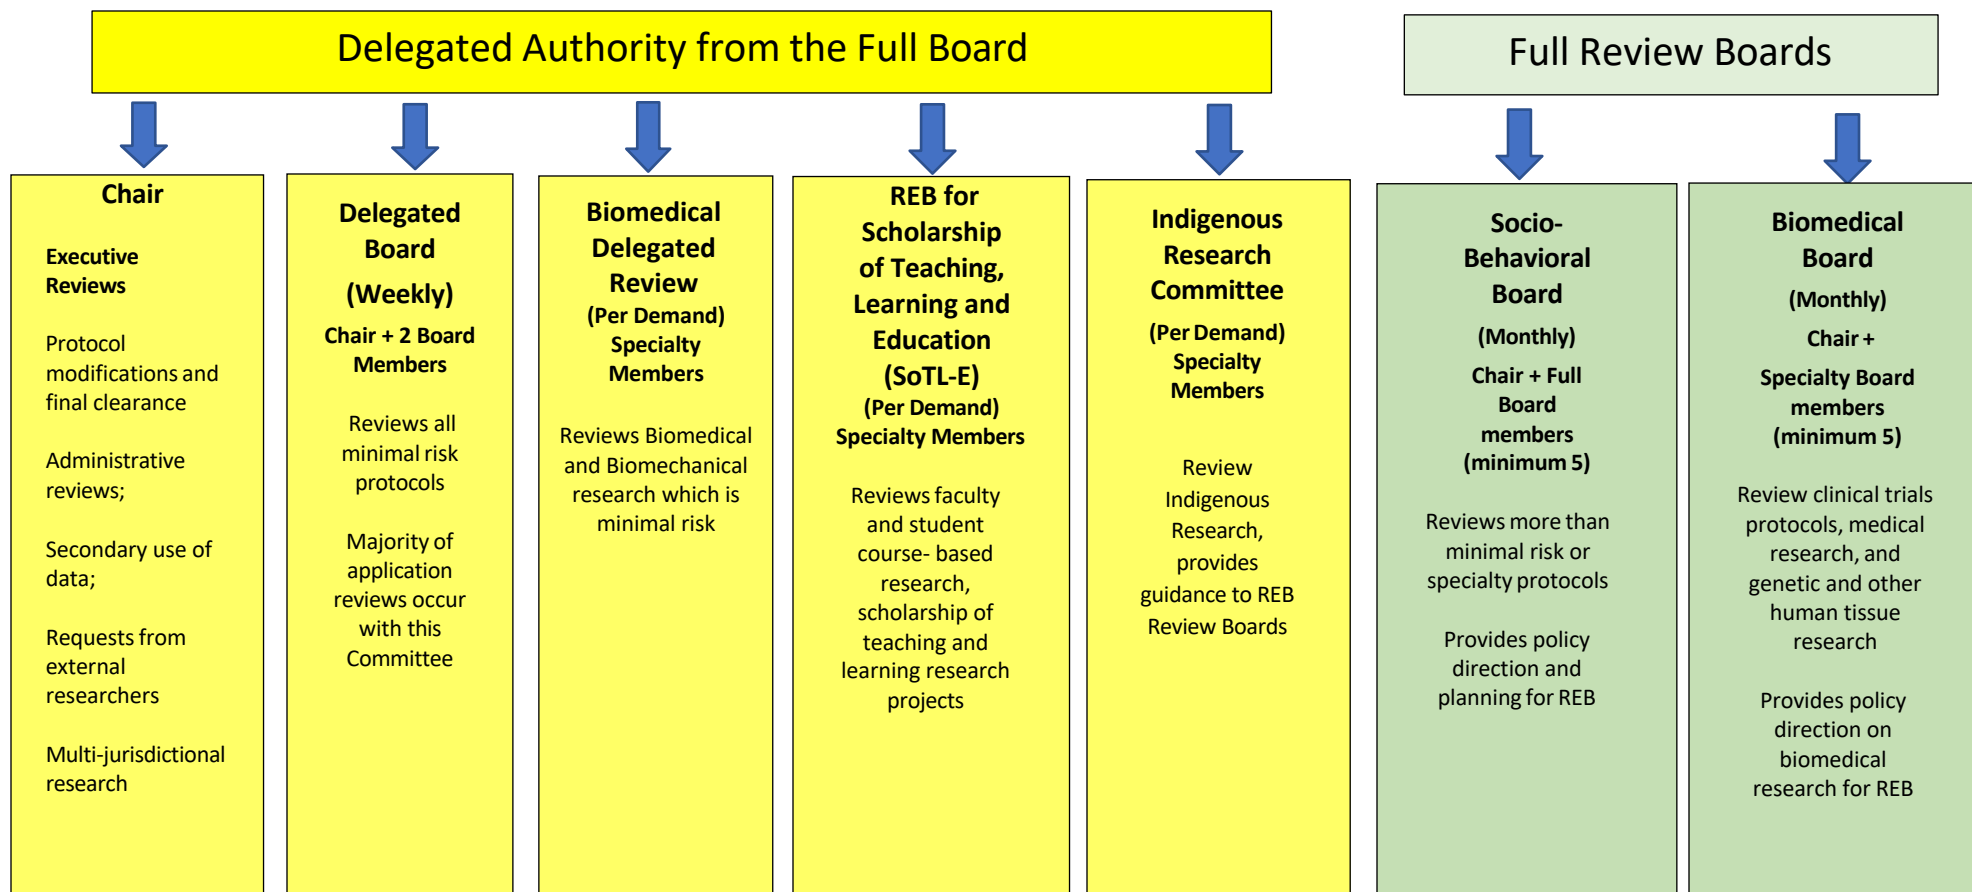 Delegated Authority from the Full Board
Full Review Boards
Chair
Executive
Reviews
Protocol
modifications and
final clearance
Administrative
reviews;
Secondary use of
data;
Requests from
external
researchers
Multi-jurisdictional
research
Delegated
Board
(Weekly)
Chair + 2 Board
Members
Reviews all
minimal risk
protocols
Majority of
application
reviews occur
with this
Committee
Biomedical
Delegated
Review
(Per Demand)
Specialty
Members
Reviews Biomedical
and Biomechanical
research which is
minimal risk
REB for
Scholarship
of Teaching,
Learning and
Education
(SoTL-E)
(Per Demand)
Specialty Members
Reviews faculty
and student
course- based
research,
scholarship of
teaching and
learning research
projects
Indigenous
Research
Committee
(Per Demand)
Specialty
Members
Review
Indigenous
Research,
provides
guidance to REB
Review Boards
Socio-
Behavioral
Board
(Monthly)
Chair + Full
Board
members
(minimum 5)
Reviews more than
minimal risk or
specialty protocols
Provides policy
direction and
planning for REB
Biomedical
Board
(Monthly)
Chair +
Specialty Board
members
(minimum 5)
Review clinical trials
protocols, medical
research, and
genetic and other
human tissue
research
Provides policy
direction on
biomedical
research for REB